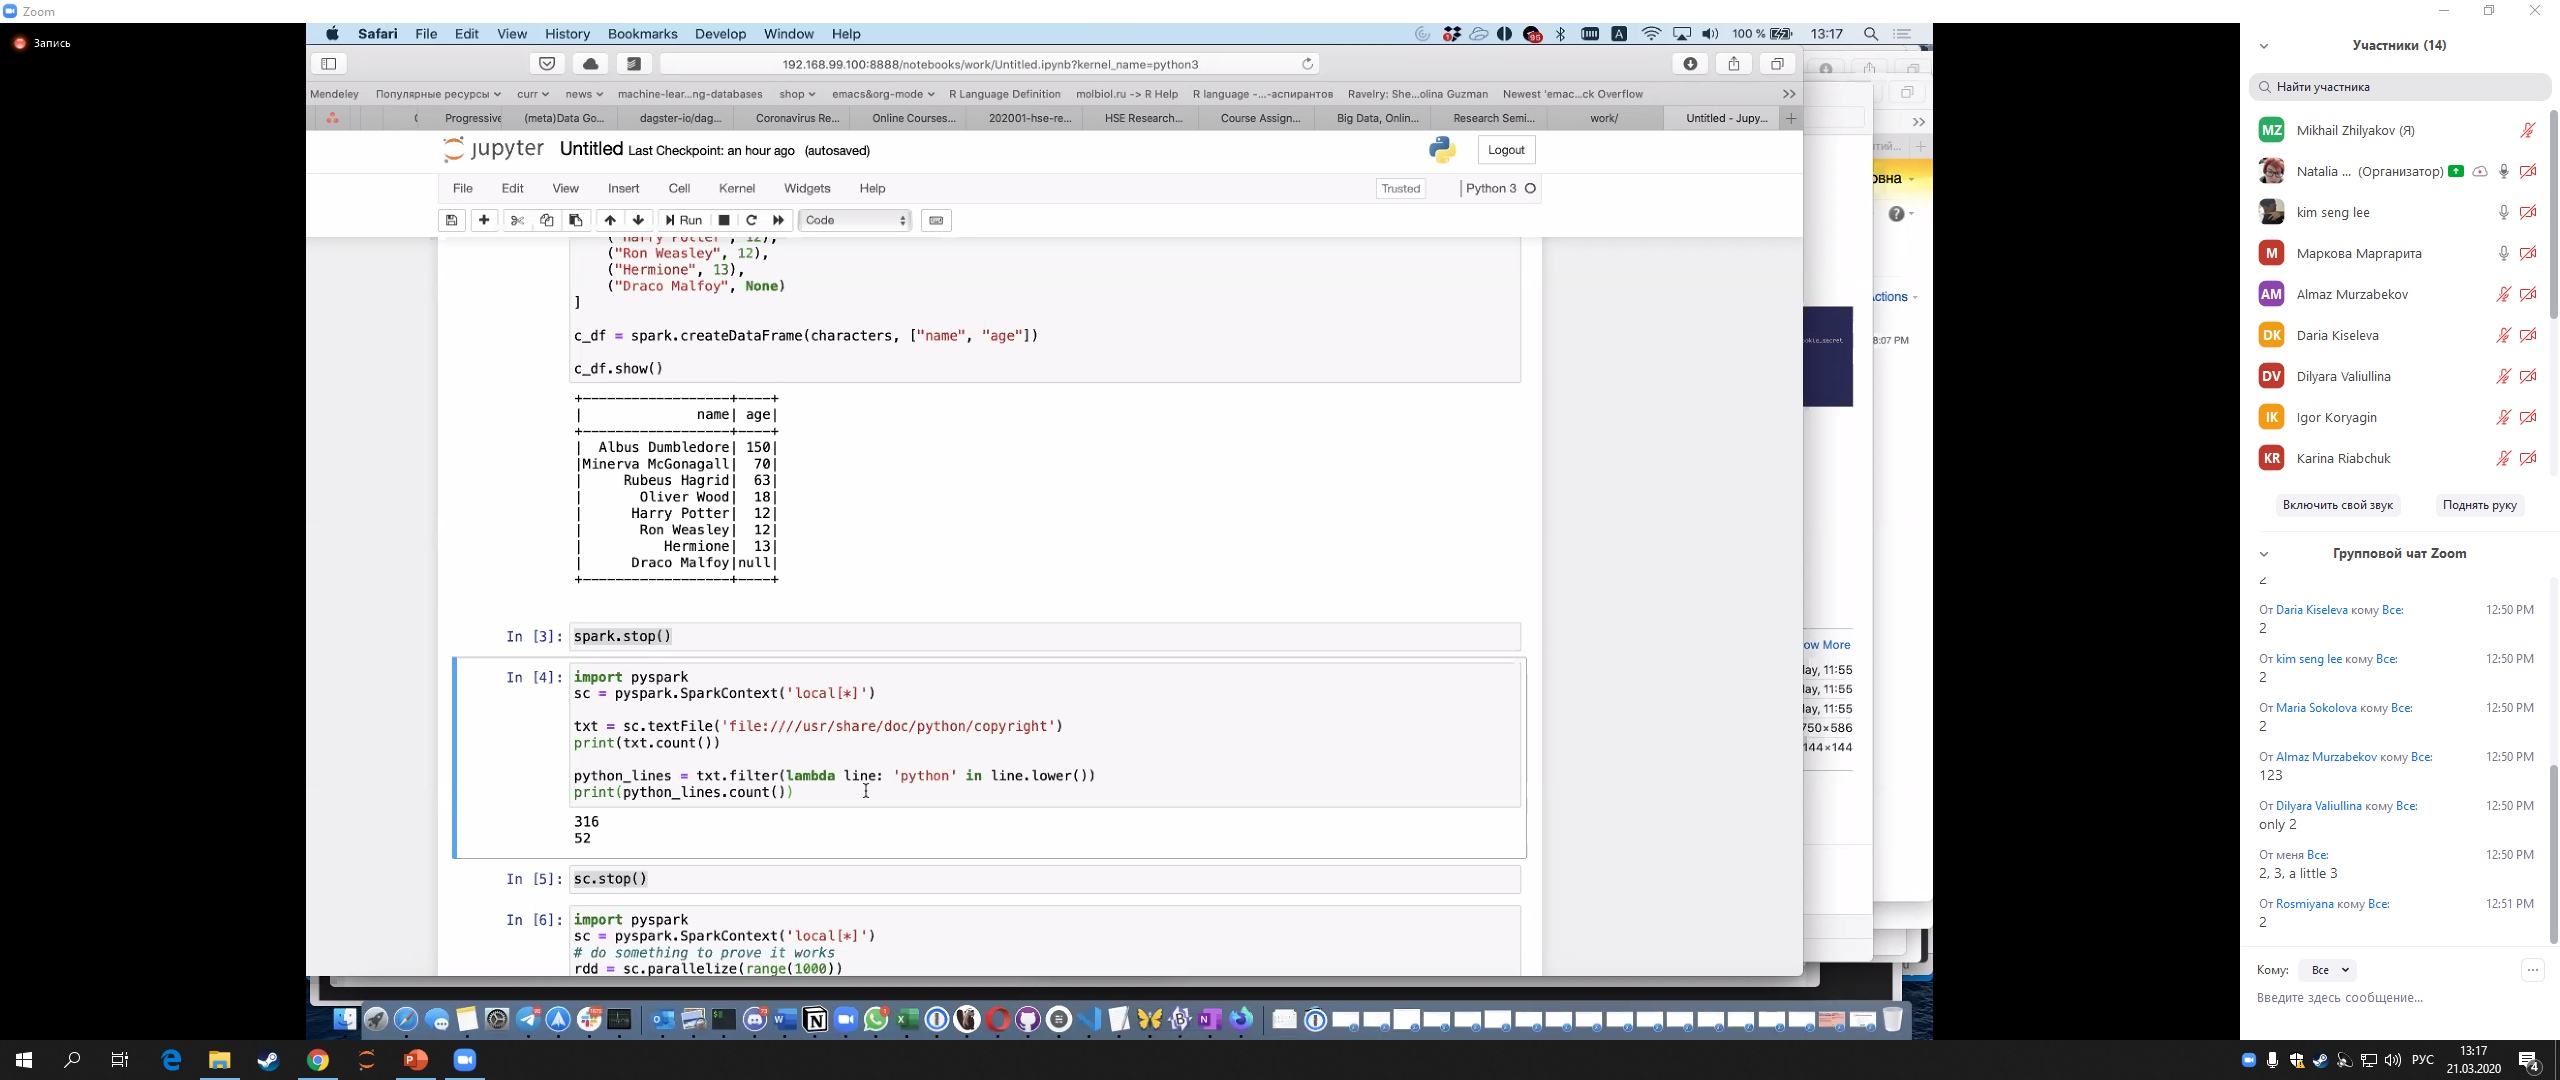 Zoom
Запись
Safari File Edit View History Bookmarks Develop Window Help
100 % 13:17
192.168.99.100:8888/notebooks/work/Untitled.ipynb?kernel_name=python3
Mendeley Популярные ресурсы curr news machine-lear...ng-databases shop emacs&org-mode R Language Definition molbiol.ru -> R Help R language -...-аспирантов Ravelry: She...olina Guzman Newest 'emac...ck Overflow
Progressive (meta)Data Go... dagster-io/dag... Coronavirus Re... Online Courses... 202001-hse-re... HSE Research... Course Assign... Big Data, Onlin... Research Semi... work/ Untitled - Jupy...
jupyter Untitled Last Checkpoint: an hour ago (autosaved)
Logout
File Edit View Insert Cell Kernel Widgets Help
Trusted Python 3
Run Code
("Harry Potter", 12),
("Ron Weasley", 12),
("Hermione", 13),
("Draco Malfoy", None)
]
c_df = spark.createDataFrame(characters, ["name", "age"])
c_df.show()
+------------------+----+
|              name| age|
+------------------+----+
|  Albus Dumbledore| 150|
|Minerva McGonagall|  70|
|     Rubeus Hagrid|  63|
|       Oliver Wood|  18|
|      Harry Potter|  12|
|       Ron Weasley|  12|
|          Hermione|  13|
|      Draco Malfoy|null|
+------------------+----+
In [3]: spark.stop()
In [4]: import pyspark
sc = pyspark.SparkContext('local[*]')
txt = sc.textFile('file:////usr/share/doc/python/copyright')
print(txt.count())
python_lines = txt.filter(lambda line: 'python' in line.lower())
print(python_lines.count())
316
52
In [5]: sc.stop()
In [6]: import pyspark
sc = pyspark.SparkContext('local[*]')
# do something to prove it works
rdd = sc.parallelize(range(1000))
овна
ctions
8:07 PM
ow More
lay, 11:55
lay, 11:55
lay, 11:55
750×586
144×144
Участники (14)
Найти участника
MZ Mikhail Zhilyakov (Я)
Natalia ... (Организатор)
kim seng lee
М Маркова Маргарита
AM Almaz Murzabekov
DK Daria Kiseleva
DV Dilyara Valiullina
IK Igor Koryagin
KR Karina Riabchuk
Включить свой звук Поднять руку
Групповой чат Zoom
2
От Daria Kiseleva кому Все: 12:50 PM
2
От kim seng lee кому Все: 12:50 PM
2
От Maria Sokolova кому Все: 12:50 PM
2
От Almaz Murzabekov кому Все: 12:50 PM
123
От Dilyara Valiullina кому Все: 12:50 PM
only 2
От меня Все: 12:50 PM
2, 3, a little 3
От Rosmiyana кому Все: 12:51 PM
2
Кому: Все
Введите здесь сообщение...
РУС
13:17
21.03.2020
4